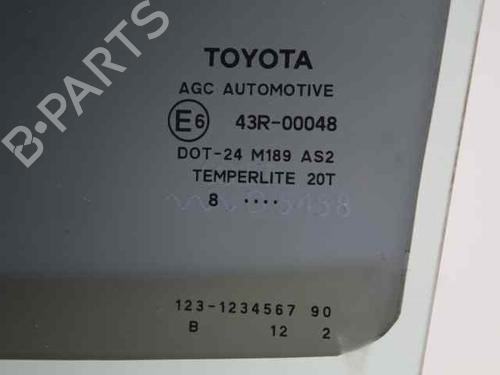 TOYOTA
AGC AUTOMOTIVE
E6 43R-00048
DOT-24 M189 AS2
TEMPERLITE 20T
8 ....
123-1234567 90
B 12 2
B-PARTS